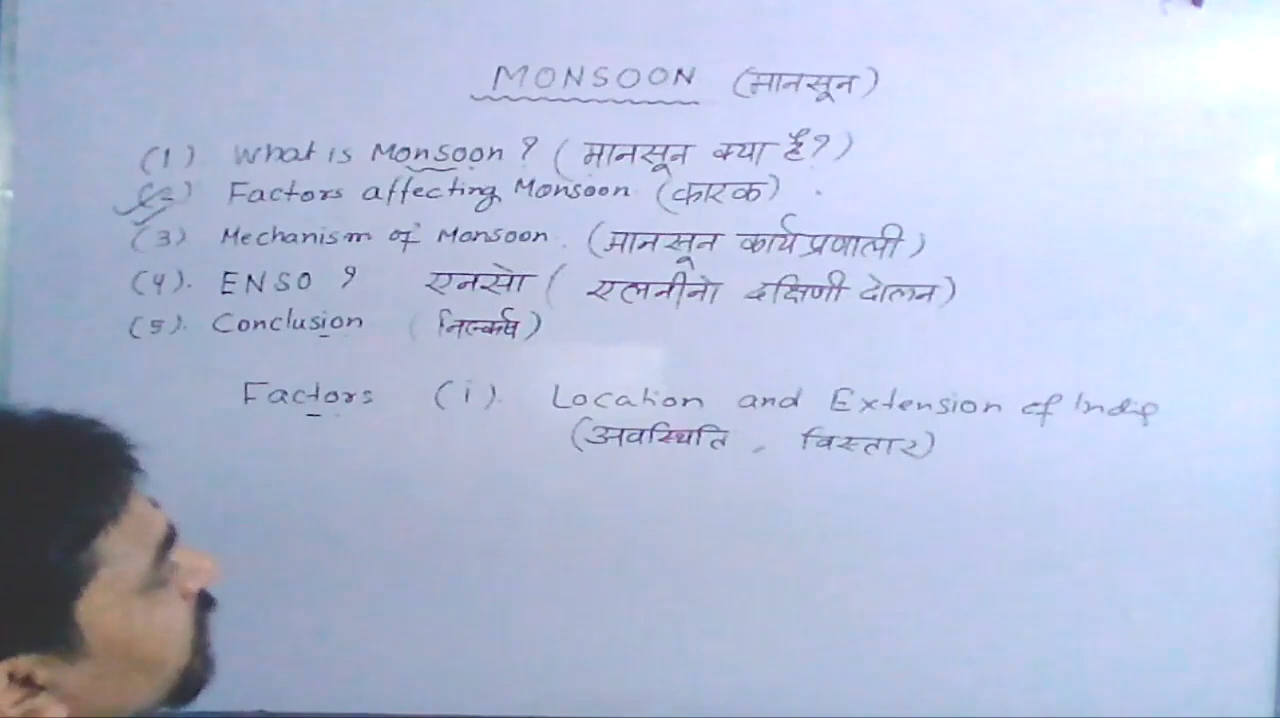 MONSOON (मानसून)
(1) What is Monsoon ? (मानसून क्या है?)
(2) Factors affecting Monsoon (कारक)
(3) Mechanism of Monsoon. (मानसून कार्यप्रणाली)
(4). ENSO ? एनसो ( एलनीनो दक्षिणी दोलन)
(5). Conclusion (निष्कर्ष)
Factors (i). Location and Extension of India
(अवस्थिति , विस्तार)